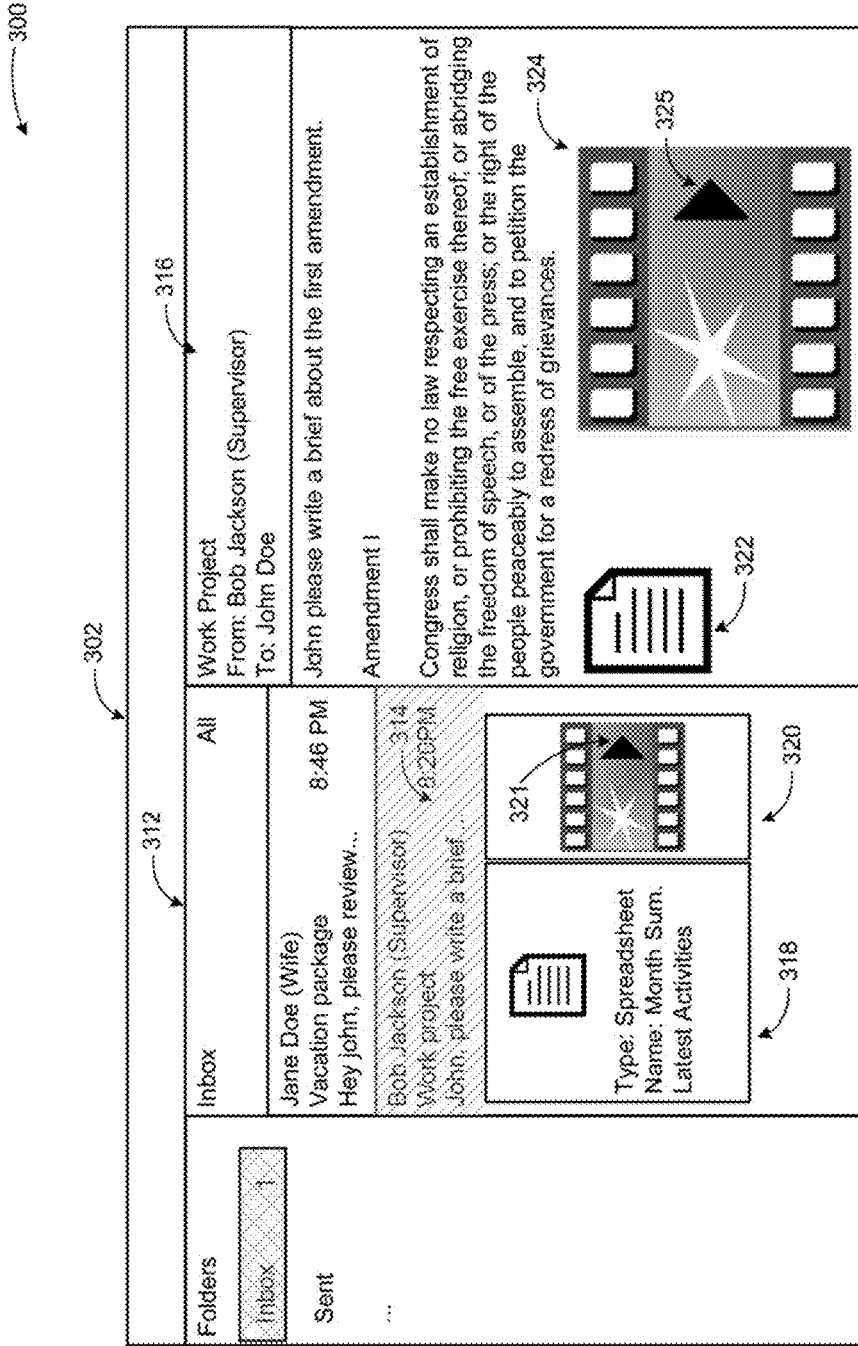 300
302
312
316
Folders
Inbox 1
Sent
...
Inbox All
Jane Doe (Wife)
Vacation package 8:46 PM
Hey john, please review...
Bob Jackson (Supervisor) 314
Work project 8:20PM
John, please write a brief...
321
Type: Spreadsheet
Name: Month Sum.
Latest Activities
318
320
Work Project
From: Bob Jackson (Supervisor)
To: John Doe
John please write a brief about the first amendment.
Amendment I
Congress shall make no law respecting an establishment of
religion, or prohibiting the free exercise thereof; or abridging
the freedom of speech, or of the press; or the right of the
people peaceably to assemble, and to petition the
government for a redress of grievances.
324
325
322